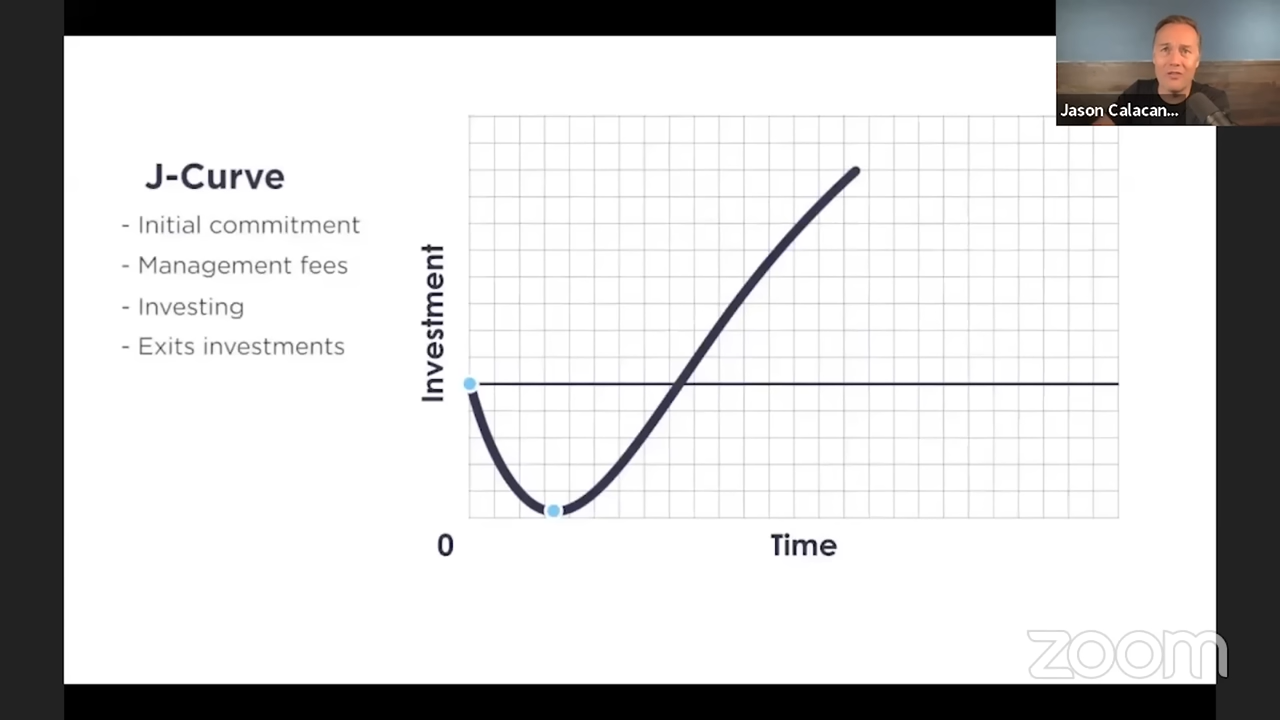 Jason Calacan...
J-Curve
- Initial commitment
- Management fees
- Investing
- Exits investments
Investment
0
Time
zoom